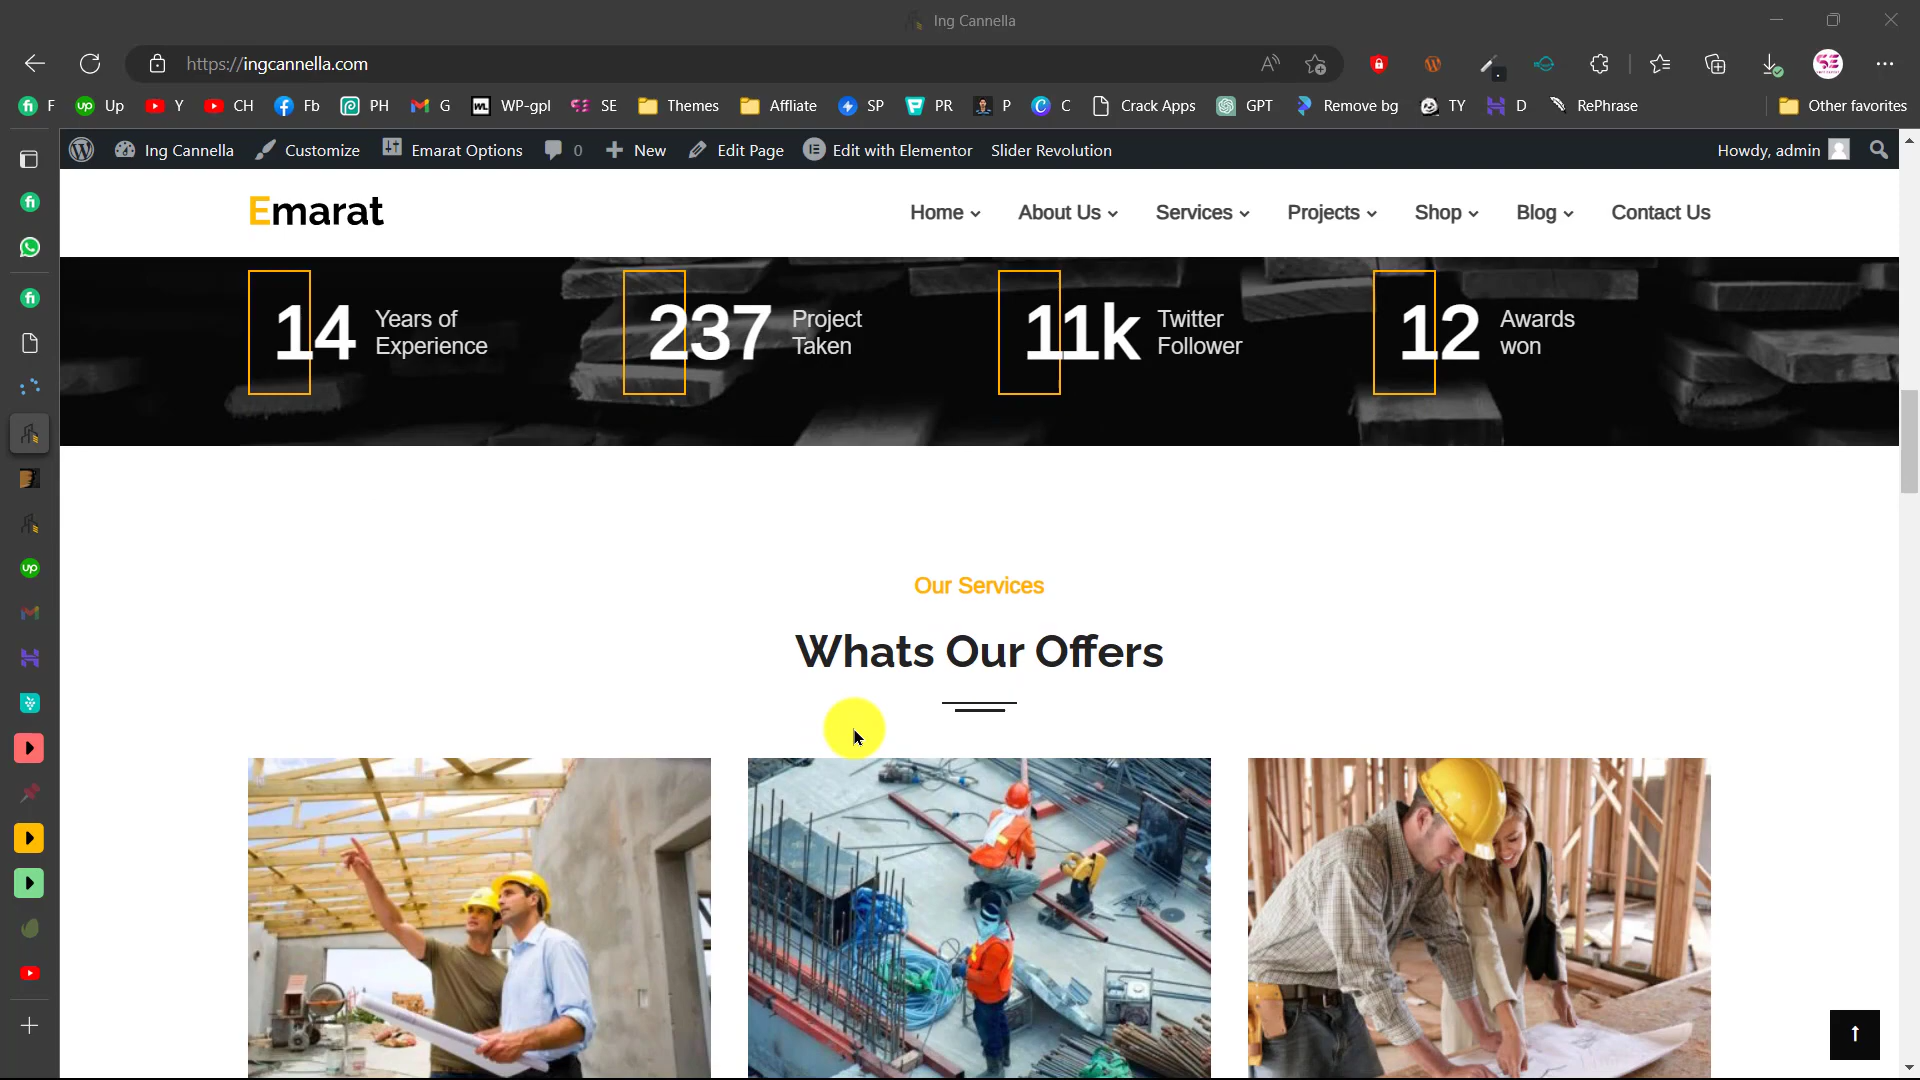 Ing Cannella
https://ingcannella.com
F Up Y CH Fb PH G WP-gpl SE Themes Affliate SP PR P C Crack Apps GPT Remove bg TY D RePhrase Other favorites
Ing Cannella Customize Emarat Options 0 New Edit Page Edit with Elementor Slider Revolution Howdy, admin
Emarat
Home About Us Services Projects Shop Blog Contact Us
14 Years of
Experience
237 Project
Taken
11k Twitter
Follower
12 Awards
won
Our Services
Whats Our Offers